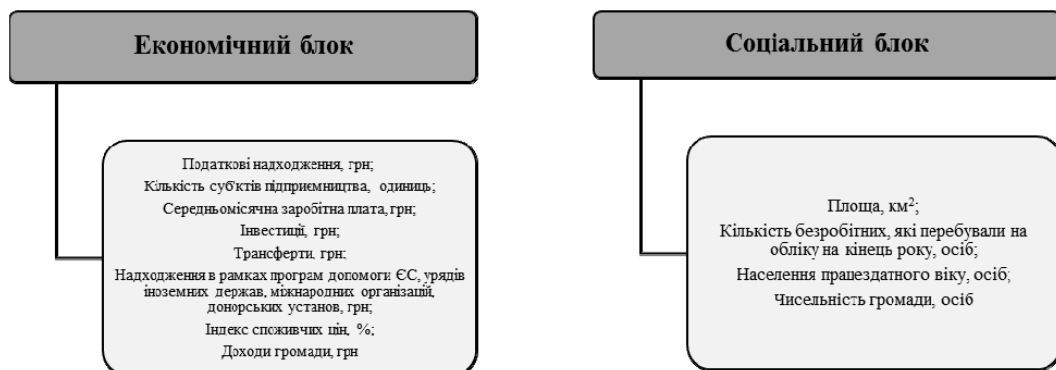 Економічний блок
Податкові надходження, грн;
Кількість суб'єктів підприємництва, одиниць;
Середньомісячна заробітна плата, грн;
Інвестиції, грн;
Трансферти, грн;
Надходження в рамках програм допомоги ЄС, урядів
іноземних держав, міжнародних організацій,
донорських установ, грн;
Індекс споживчих цін, %;
Доходи громади, грн
Соціальний блок
Площа, км²;
Кількість безробітних, які перебували на
обліку на кінець року, осіб;
Населення працездатного віку, осіб;
Чисельність громади, осіб